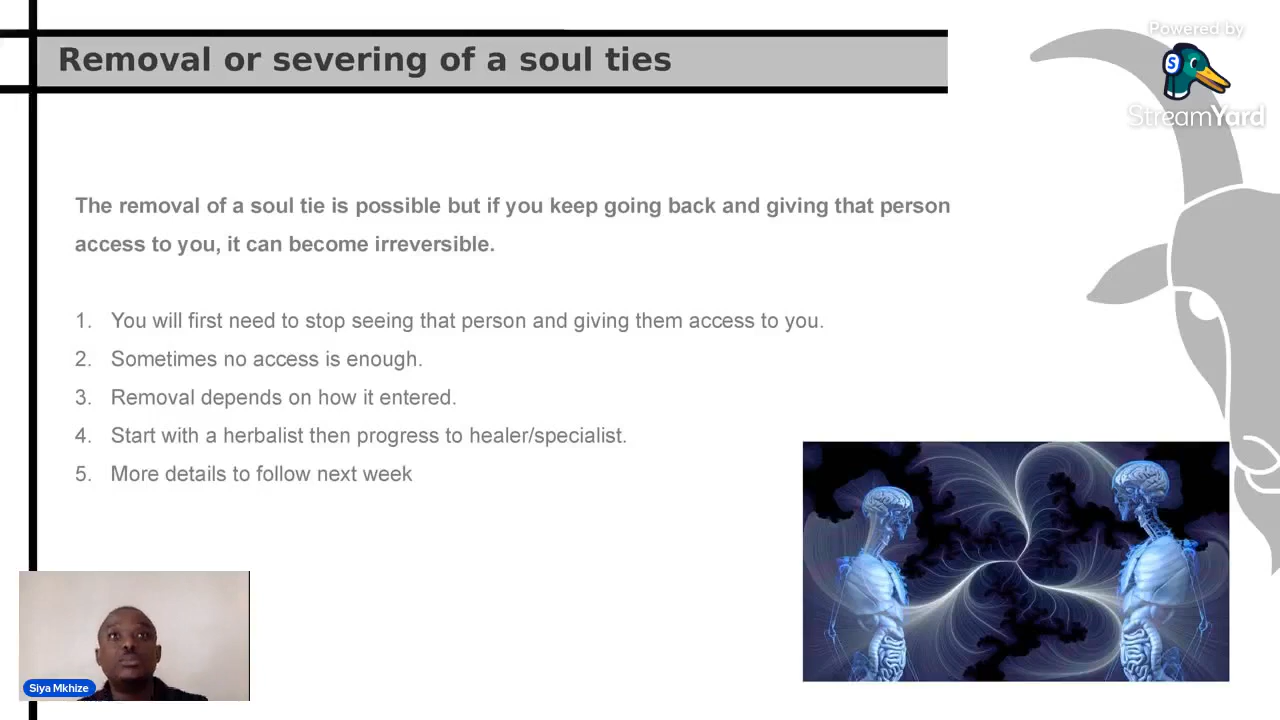 Removal or severing of a soul ties
Powered by
S
StreamYard
The removal of a soul tie is possible but if you keep going back and giving that person
access to you, it can become irreversible.
1. You will first need to stop seeing that person and giving them access to you.
2. Sometimes no access is enough.
3. Removal depends on how it entered.
4. Start with a herbalist then progress to healer/specialist.
5. More details to follow next week
Siya Mkhize